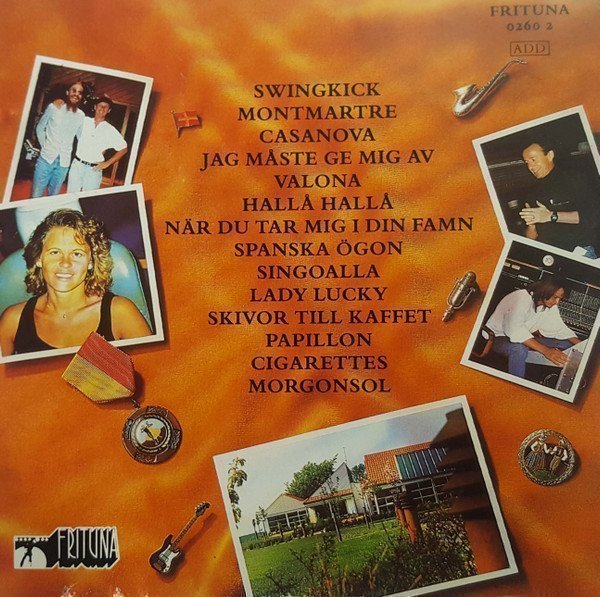 FRITUNA
0260 2
ADD
SWINGKICK
MONTMARTRE
CASANOVA
JAG MÅSTE GE MIG AV
VALONA
HALLÅ HALLÅ
NÄR DU TAR MIG I DIN FAMN
SPANSKA ÖGON
SINGOALLA
LADY LUCKY
SKIVOR TILL KAFFET
PAPILLON
CIGARETTES
MORGONSOL
FRITUNA